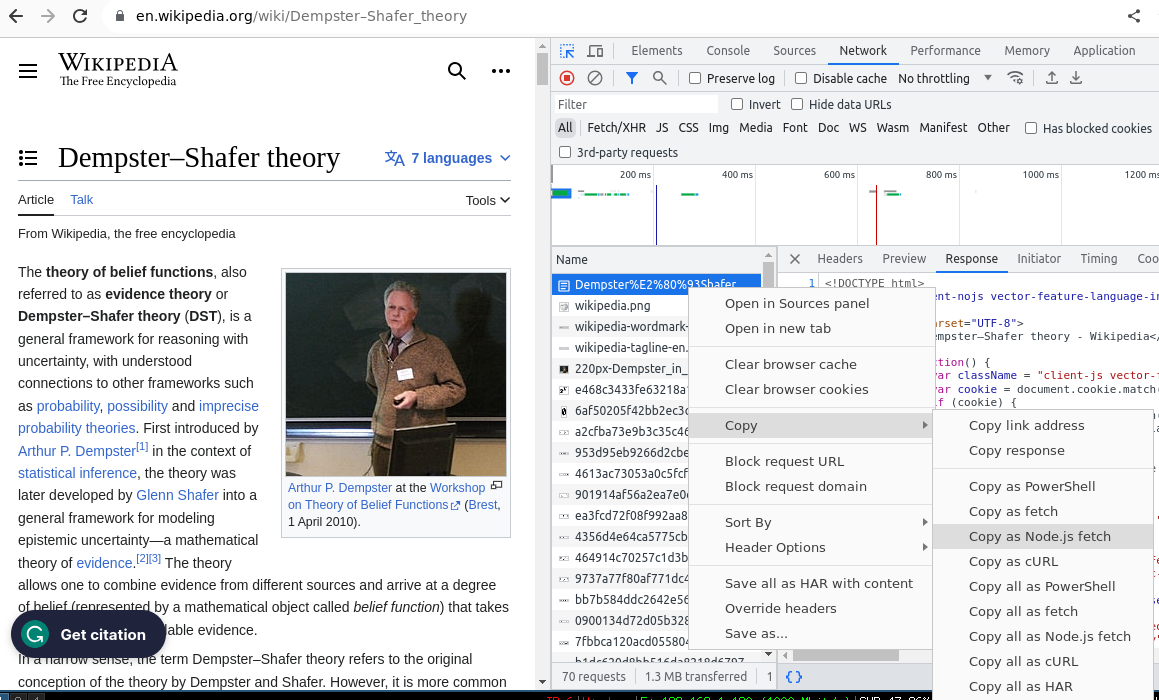 en.wikipedia.org/wiki/Dempster–Shafer_theory
WIKIPEDIA
The Free Encyclopedia
Dempster–Shafer theory
7 languages
Article
Talk
Tools
From Wikipedia, the free encyclopedia
The theory of belief functions, also
referred to as evidence theory or
Dempster–Shafer theory (DST), is a
general framework for reasoning with
uncertainty, with understood
connections to other frameworks such
as probability, possibility and imprecise
probability theories. First introduced by
Arthur P. Dempster[1] in the context of
statistical inference, the theory was
later developed by Glenn Shafer into a
general framework for modeling
epistemic uncertainty—a mathematical
theory of evidence.[2][3] The theory
allows one to combine evidence from different sources and arrive at a degree
of belief (represented by a mathematical object called belief function) that takes
lable evidence.
In a narrow sense, the term Dempster–Shafer theory refers to the original
conception of the theory by Dempster and Shafer. However, it is more common
Arthur P. Dempster at the Workshop
on Theory of Belief Functions (Brest,
1 April 2010).
Get citation
Elements
Console
Sources
Network
Performance
Memory
Application
Preserve log
Disable cache
No throttling
Filter
Invert
Hide data URLs
All
Fetch/XHR
JS
CSS
Img
Media
Font
Doc
WS
Wasm
Manifest
Other
Has blocked cookies
3rd-party requests
200 ms
400 ms
600 ms
800 ms
1000 ms
1200 ms
Name
Dempster%E2%80%93Shafer
wikipedia.png
wikipedia-wordmark-
wikipedia-tagline-en.
220px-Dempster_in_
e468c3433fe63218a
6af50205f42bb2ec3c
a2cfba73e9b3c35c46
953d95eb9266d2cbe
4613ac73053a0c5fcf
901914af56a2ea7e0
ea3fcd72f08f992aa8
4356d4e64ca5775cb
464914c70257c1d3b
9737a77f80af771dc4
bb7b584ddc2642e56
0900134d72d05b328
7fbbca120acd055804
Headers
Preview
Response
Initiator
Timing
Coo
1
<!DOCTYPE html>
ent-nojs vector-feature-language-in
arset="UTF-8">
empster–Shafer theory - Wikipedia</
ction() {
var className = "client-js vector-f
var cookie = document.cookie.match(
if (cookie) {
Open in Sources panel
Open in new tab
Clear browser cache
Clear browser cookies
Copy
Block request URL
Block request domain
Sort By
Header Options
Save all as HAR with content
Override headers
Save as...
Copy link address
Copy response
Copy as PowerShell
Copy as fetch
Copy as Node.js fetch
Copy as cURL
Copy all as PowerShell
Copy all as fetch
Copy all as Node.js fetch
Copy all as cURL
Copy all as HAR
70 requests
1.3 MB transferred
1
{}